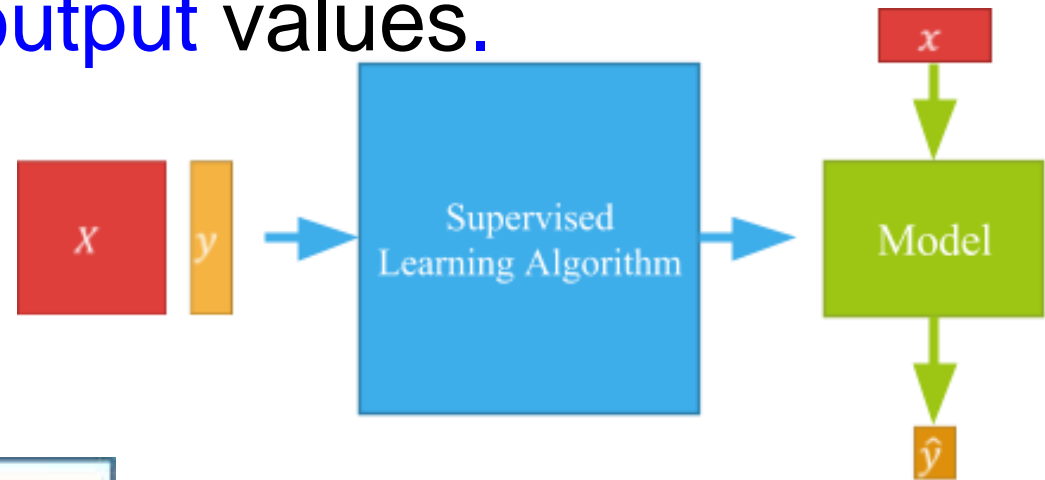 output values.
x
X y Supervised
Learning Algorithm Model
ŷ